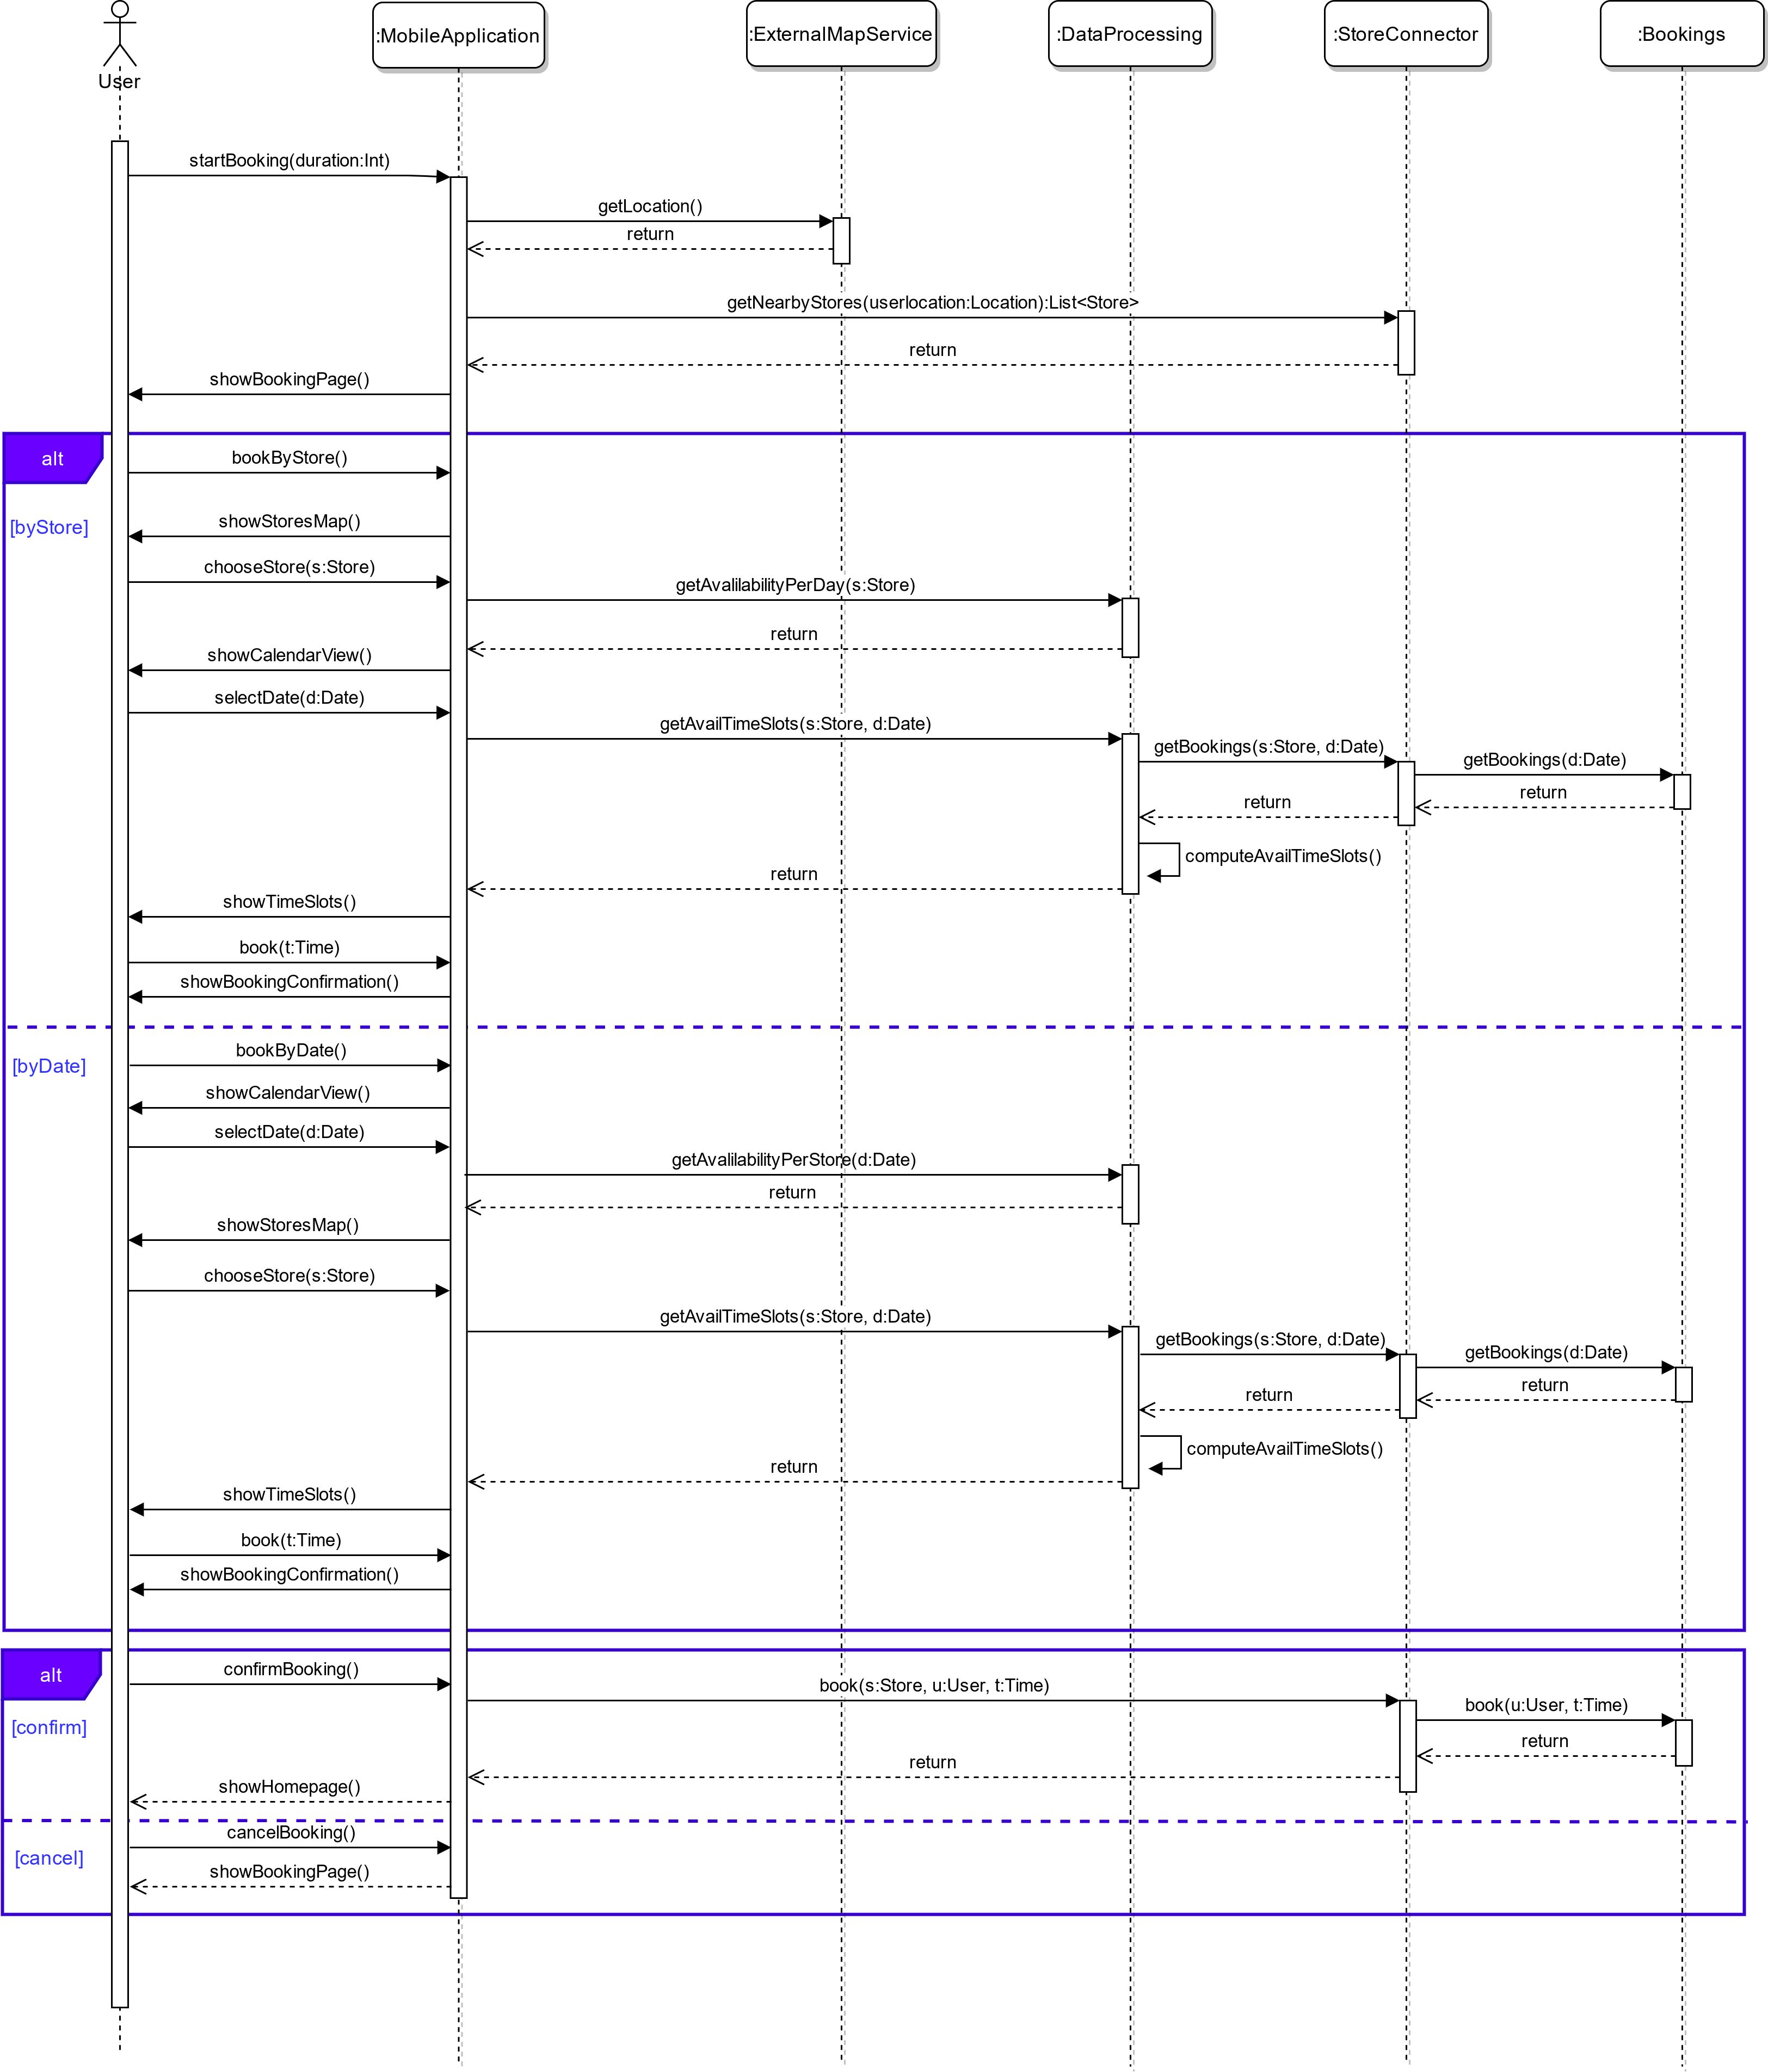 User
:MobileApplication
:ExternalMapService
:DataProcessing
:StoreConnector
:Bookings
startBooking(duration:Int)
getLocation()
return
getNearbyStores(userlocation:Location):List<Store>
return
showBookingPage()
alt
bookByStore()
[byStore]
showStoresMap()
chooseStore(s:Store)
getAvalilabilityPerDay(s:Store)
return
showCalendarView()
selectDate(d:Date)
getAvailTimeSlots(s:Store, d:Date)
getBookings(s:Store, d:Date)
getBookings(d:Date)
return
return
computeAvailTimeSlots()
return
showTimeSlots()
book(t:Time)
showBookingConfirmation()
[byDate]
bookByDate()
showCalendarView()
selectDate(d:Date)
getAvalilabilityPerStore(d:Date)
return
showStoresMap()
chooseStore(s:Store)
getAvailTimeSlots(s:Store, d:Date)
getBookings(s:Store, d:Date)
getBookings(d:Date)
return
return
computeAvailTimeSlots()
return
showTimeSlots()
book(t:Time)
showBookingConfirmation()
alt
confirmBooking()
book(s:Store, u:User, t:Time)
book(u:User, t:Time)
[confirm]
return
return
showHomepage()
cancelBooking()
[cancel]
showBookingPage()